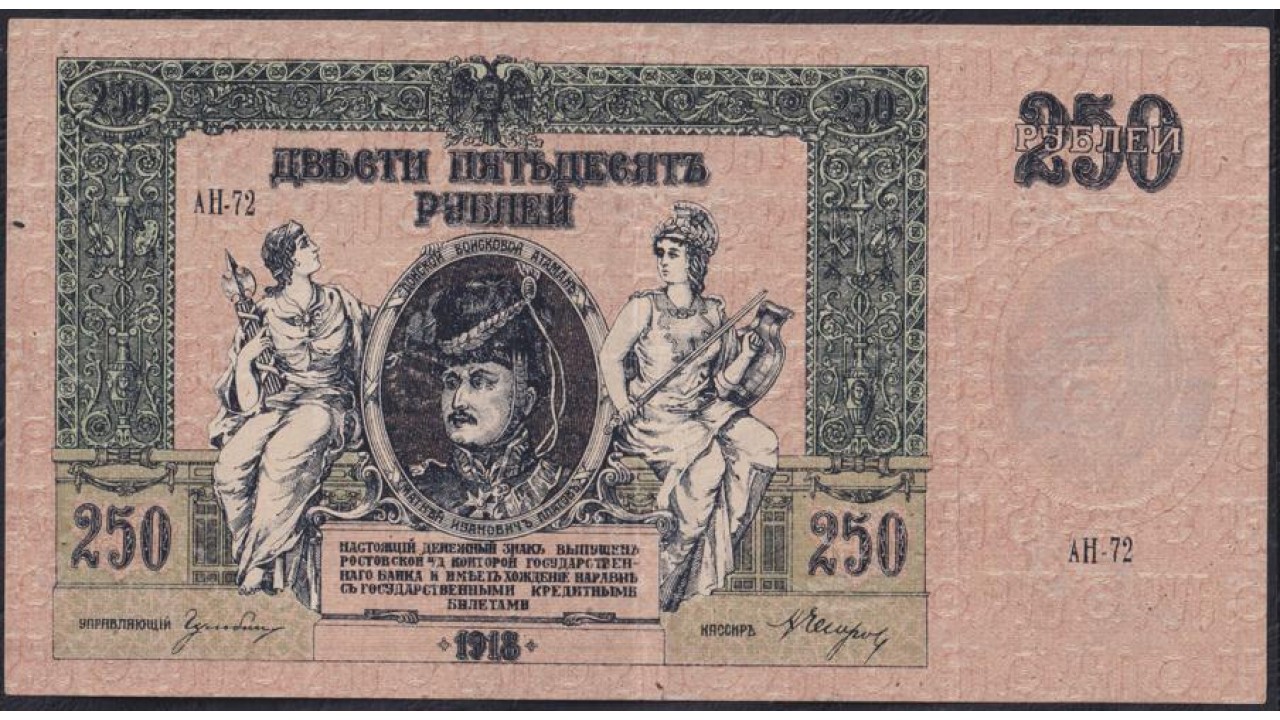 250
250
ДВѢСТИ ПЯТЬДЕСЯТЪ
РУБЛЕЙ
250
РУБЛЕЙ
АН-72
ДОНСКОЙ ВОЙСКОВОЙ АТАМАНЪ
МАТВѢЙ ИВАНОВИЧЪ ПЛАТОВЪ
250
250
АН-72
НАСТОЯЩІЙ ДЕНЕЖНЫЙ ЗНАКЪ ВЫПУЩЕНЪ
РОСТОВСКОЙ Н/Д КОНТОРОЙ ГОСУДАРСТВЕН-
НАГО БАНКА И ИМѢЕТЪ ХОЖДЕНІЕ НАРАВНѢ
СЪ ГОСУДАРСТВЕННЫМИ КРЕДИТНЫМИ
БИЛЕТАМИ
УПРАВЛЯЮЩІЙ
КАССИРЪ
1918